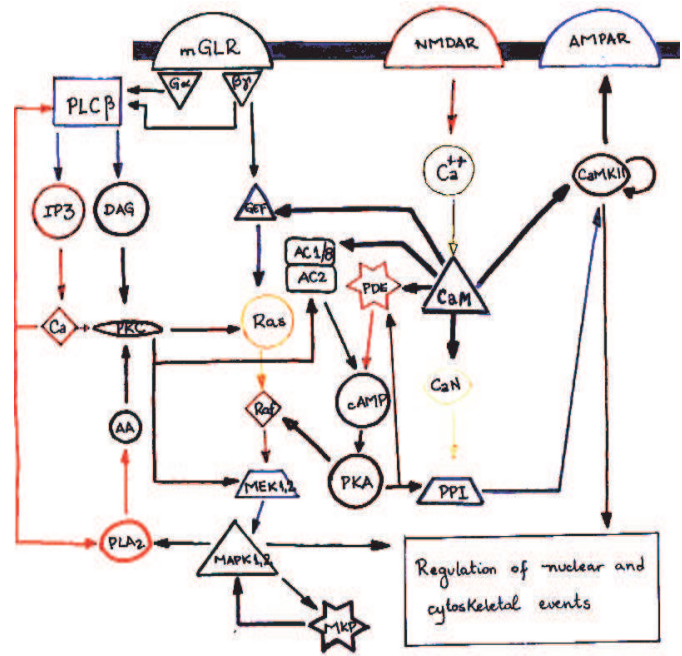 mGLR
NMDAR
AMPAR
Gα
βγ
PLCβ
Ca++
CaMKII
IP3
DAG
GEF
AC1/8
AC2
PDE
CaM
Ca
PKC
Ras
CaN
cAMP
AA
Raf
MEK1,2
PKA
PPI
PLA2
MAPK1,2
MKP
Regulation of nuclear and
cytoskeletal events